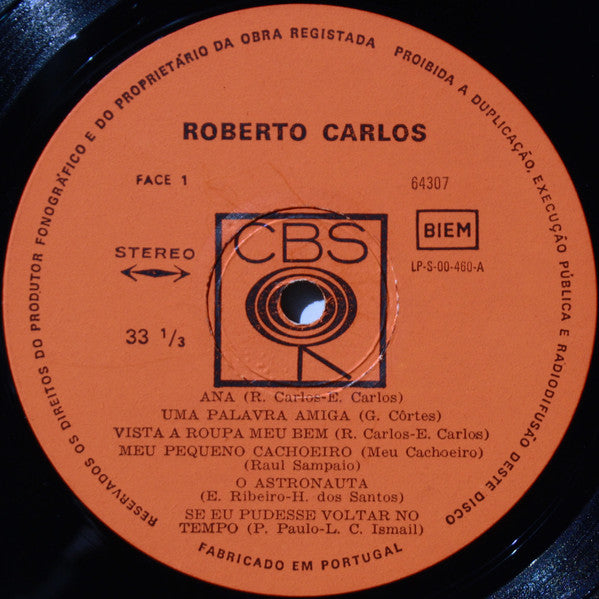 RESERVADOS OS DIREITOS DO PRODUTOR FONOGRÁFICO E DO PROPRIETÁRIO DA OBRA REGISTADA
PROIBIDA A DUPLICAÇÃO, EXECUÇÃO PÚBLICA E RADIODIFUSÃO DESTE DISCO
ROBERTO CARLOS
FACE 1
64307
CBS
BIEM
STEREO
LP-S-00-460-A
33 1/3
ANA (R. Carlos-E. Carlos)
UMA PALAVRA AMIGA (G. Côrtes)
VISTA A ROUPA MEU BEM (R. Carlos-E. Carlos)
MEU PEQUENO CACHOEIRO (Meu Cachoeiro)
(Raul Sampaio)
O ASTRONAUTA
(E. Ribeiro-H. dos Santos)
SE EU PUDESSE VOLTAR NO
TEMPO (P. Paulo-L. C. Ismail)
FABRICADO EM PORTUGAL